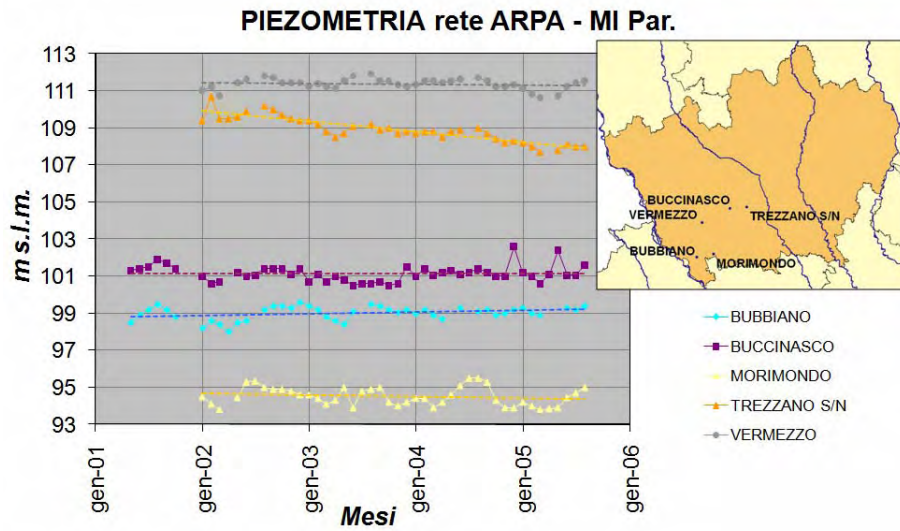 PIEZOMETRIA rete ARPA - MI Par.
m s.l.m.
113
111
109
107
105
103
101
99
97
95
93
gen-01
gen-02
gen-03
gen-04
gen-05
gen-06
Mesi
BUCCINASCO
VERMEZZO
TREZZANO S/N
BUBBIANO
MORIMONDO
BUBBIANO
BUCCINASCO
MORIMONDO
TREZZANO S/N
VERMEZZO